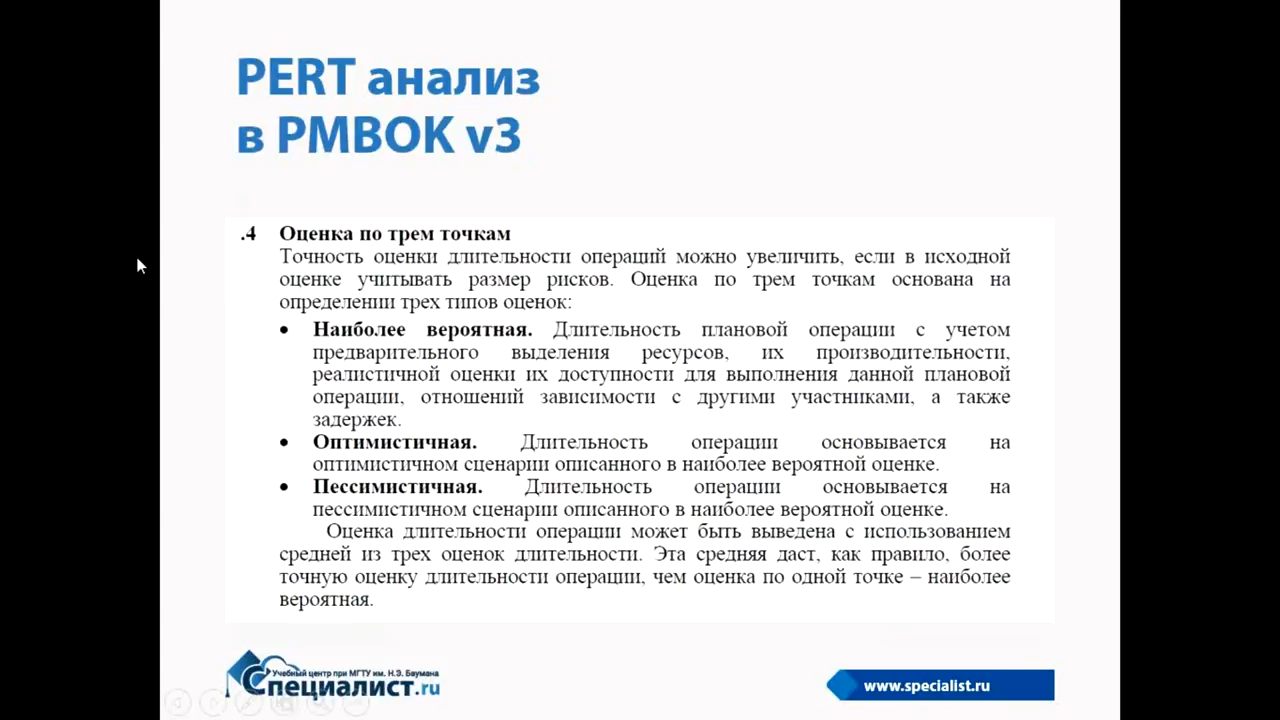 PERT анализ
в PMBOK v3
.4 Оценка по трем точкам
Точность оценки длительности операций можно увеличить, если в исходной
оценке учитывать размер рисков. Оценка по трем точкам основана на
определении трех типов оценок:
• Наиболее вероятная. Длительность плановой операции с учетом
предварительного выделения ресурсов, их производительности,
реалистичной оценки их доступности для выполнения данной плановой
операции, отношений зависимости с другими участниками, а также
задержек.
• Оптимистичная. Длительность операции основывается на
оптимистичном сценарии описанного в наиболее вероятной оценке.
• Пессимистичная. Длительность операции основывается на
пессимистичном сценарии описанного в наиболее вероятной оценке.
Оценка длительности операции может быть выведена с использованием
средней из трех оценок длительности. Эта средняя даст, как правило, более
точную оценку длительности операции, чем оценка по одной точке – наиболее
вероятная.
Учебный центр при МГТУ им. Н.Э. Баумана
Специалист.ru
www.specialist.ru